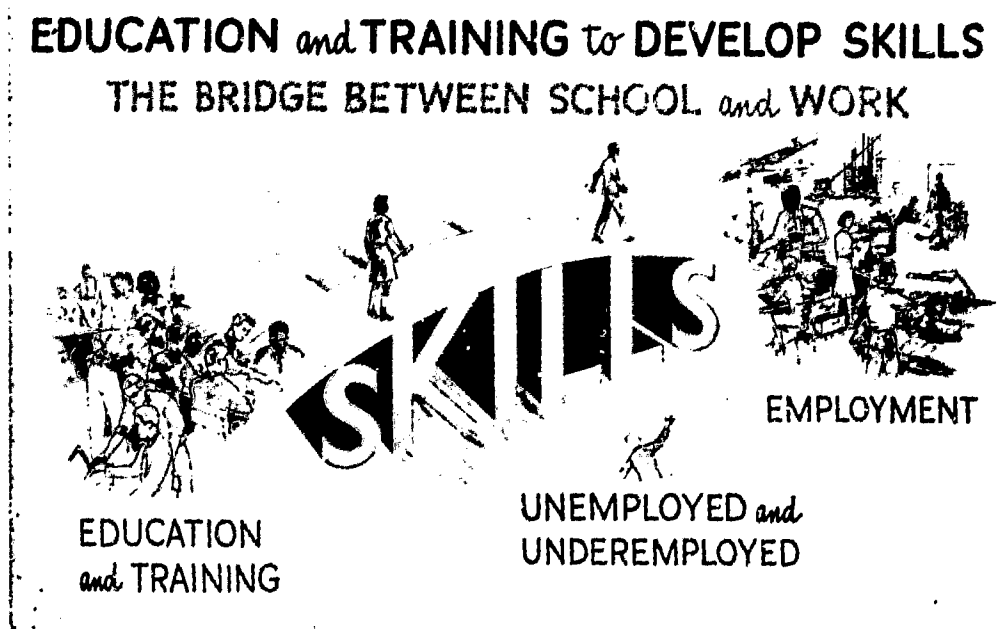 EDUCATION and TRAINING to DEVELOP SKILLS
THE BRIDGE BETWEEN SCHOOL and WORK
SKILLS
EMPLOYMENT
UNEMPLOYED and
UNDEREMPLOYED
EDUCATION
and TRAINING